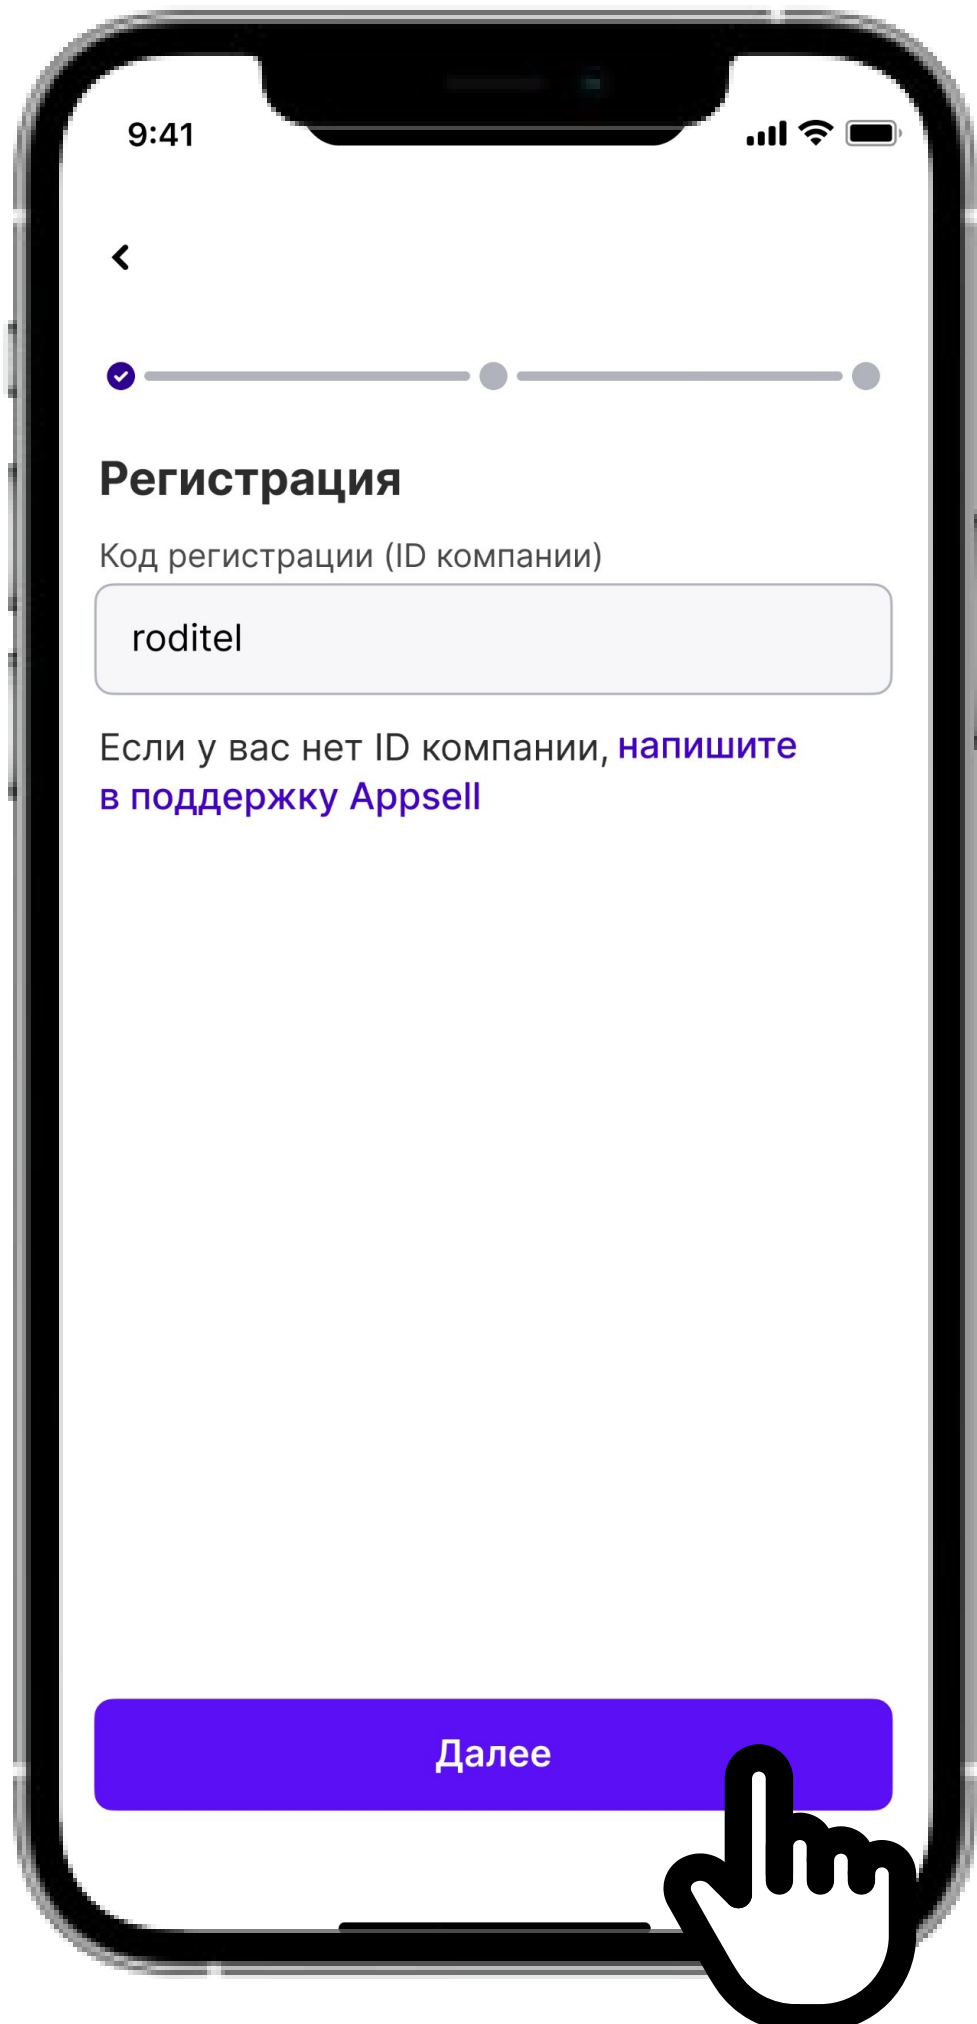 9:41
Регистрация
Код регистрации (ID компании)
roditel
Если у вас нет ID компании, напишите
в поддержку Appsell
Далее